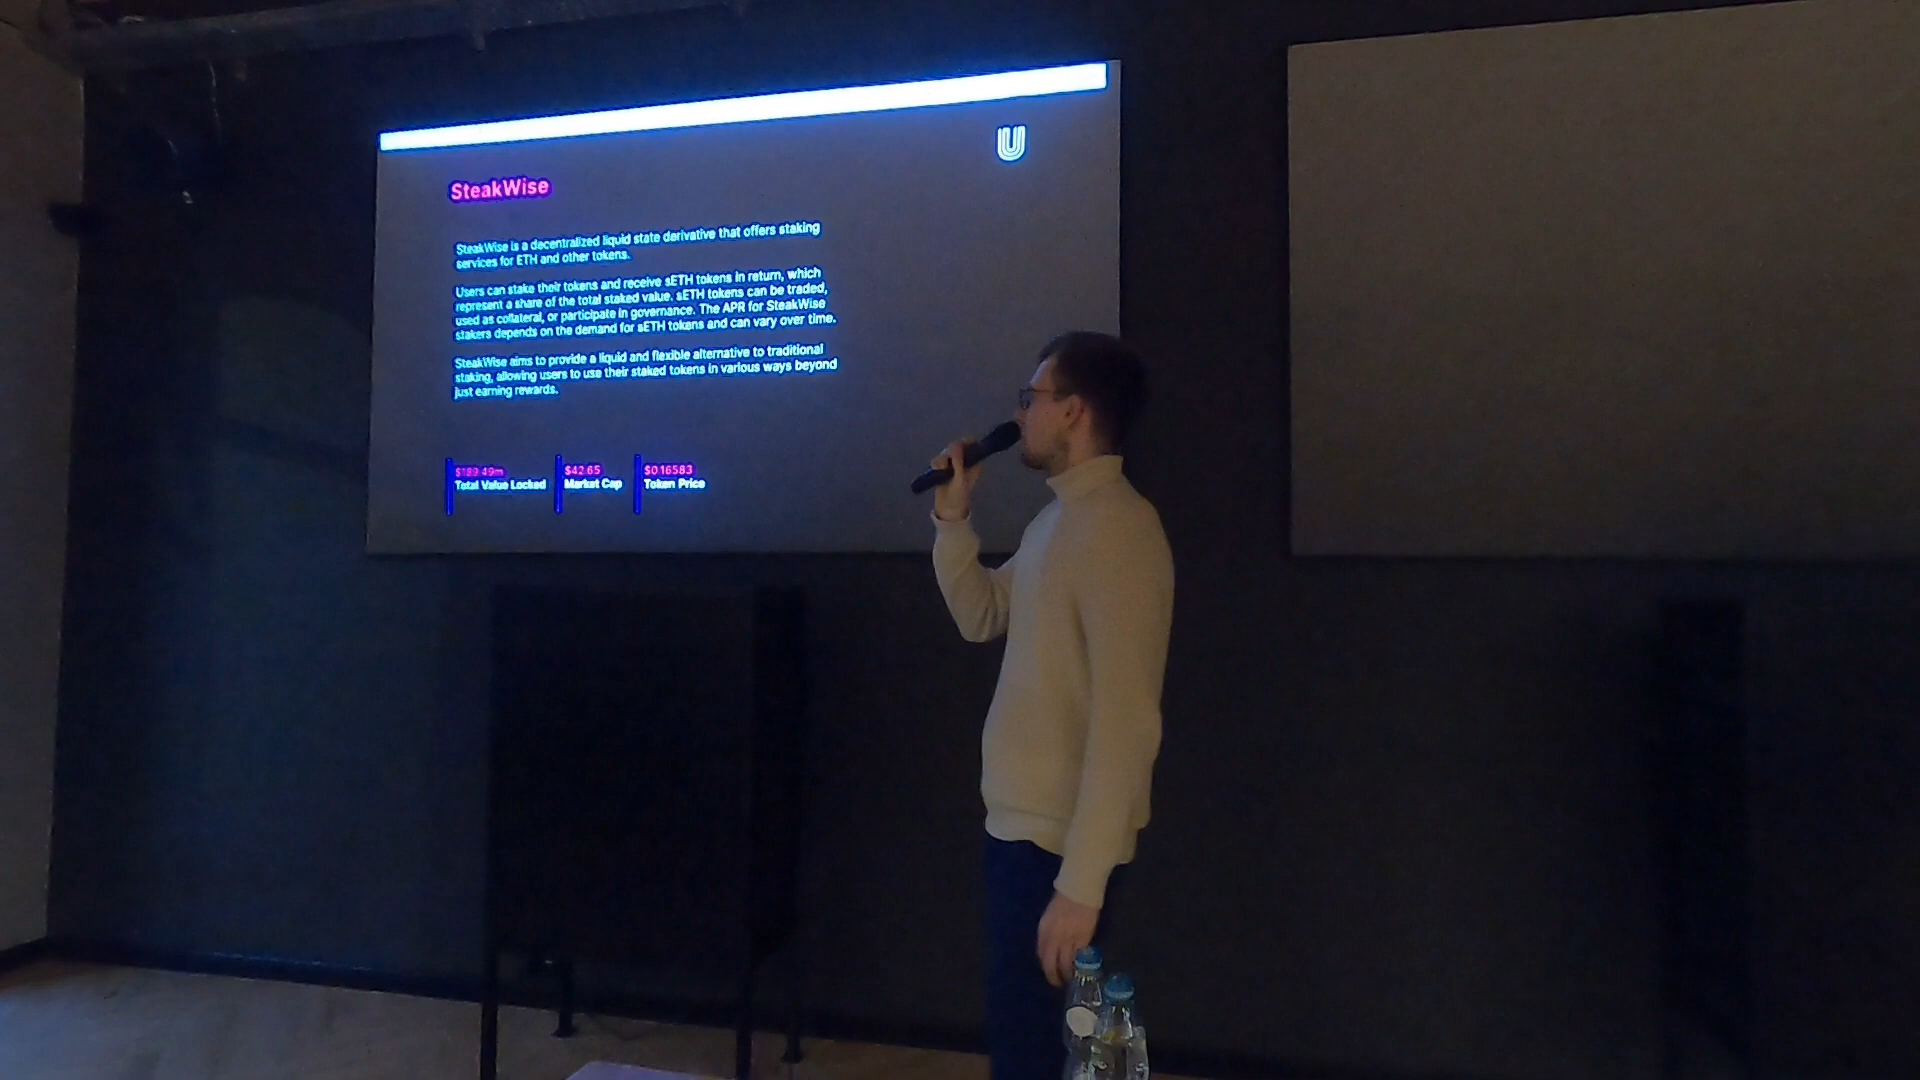 U
SteakWise
SteakWise is a decentralized liquid state derivative that offers staking
services for ETH and other tokens.
Users can stake their tokens and receive sETH tokens in return, which
represent a share of the total staked value. sETH tokens can be traded,
used as collateral, or participate in governance. The APR for SteakWise
stakers depends on the demand for sETH tokens and can vary over time.
SteakWise aims to provide a liquid and flexible alternative to traditional
staking, allowing users to use their staked tokens in various ways beyond
just earning rewards.
$189.49m $42.65 $0.16583
Total Value Locked Market Cap Token Price